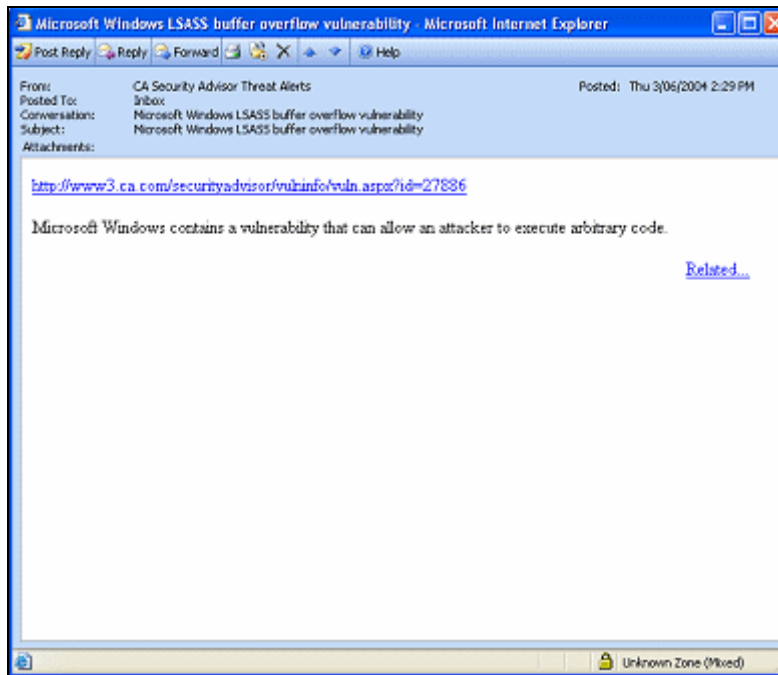 Microsoft Windows LSASS buffer overflow vulnerability - Microsoft Internet Explorer
Post Reply Reply Forward Help
From: CA Security Advisor Threat Alerts Posted: Thu 3/06/2004 2:29 PM
Posted To: Inbox
Conversation: Microsoft Windows LSASS buffer overflow vulnerability
Subject: Microsoft Windows LSASS buffer overflow vulnerability
Attachments:
http://www3.ca.com/securityadvisor/vulninfo/vuln.aspx?id=27886
Microsoft Windows contains a vulnerability that can allow an attacker to execute arbitrary code.
Related...
Unknown Zone (Mixed)